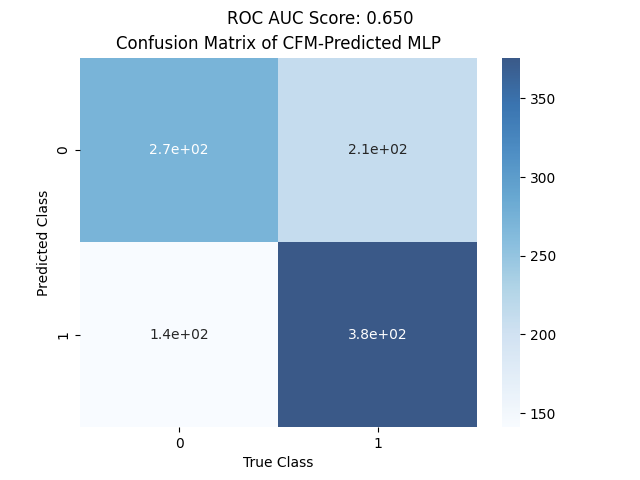 ROC AUC Score: 0.650
Confusion Matrix of CFM-Predicted MLP
Predicted Class
0
2.7e+02
2.1e+02
1
1.4e+02
3.8e+02
0
1
True Class
350
300
250
200
150